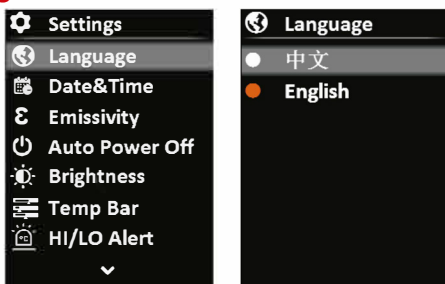 Settings
Language
Date&Time
Emissivity
Auto Power Off
Brightness
Temp Bar
HI/LO Alert
Language
中文
English